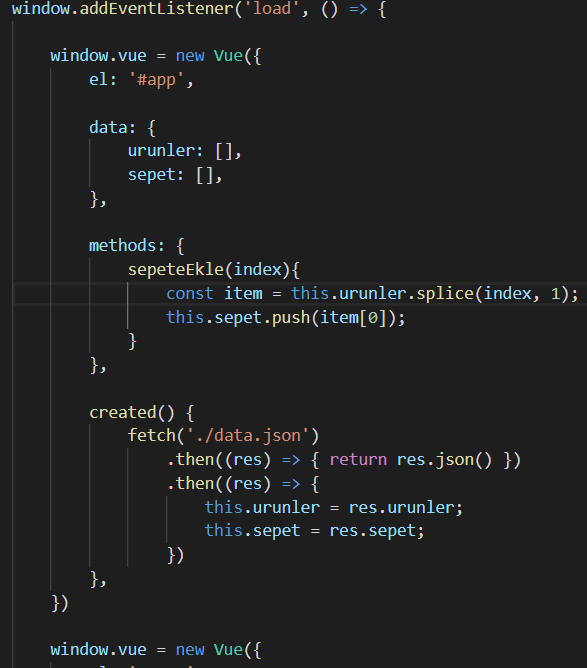 window.addEventListener('load', () => {
window.vue = new Vue({
el: '#app',
data: {
urunler: [],
sepet: [],
},
methods: {
sepeteEkle(index){
const item = this.urunler.splice(index, 1);
this.sepet.push(item[0]);
}
},
created() {
fetch('./data.json')
.then((res) => { return res.json() })
.then((res) => {
this.urunler = res.urunler;
this.sepet = res.sepet;
})
},
})
window.vue = new Vue({